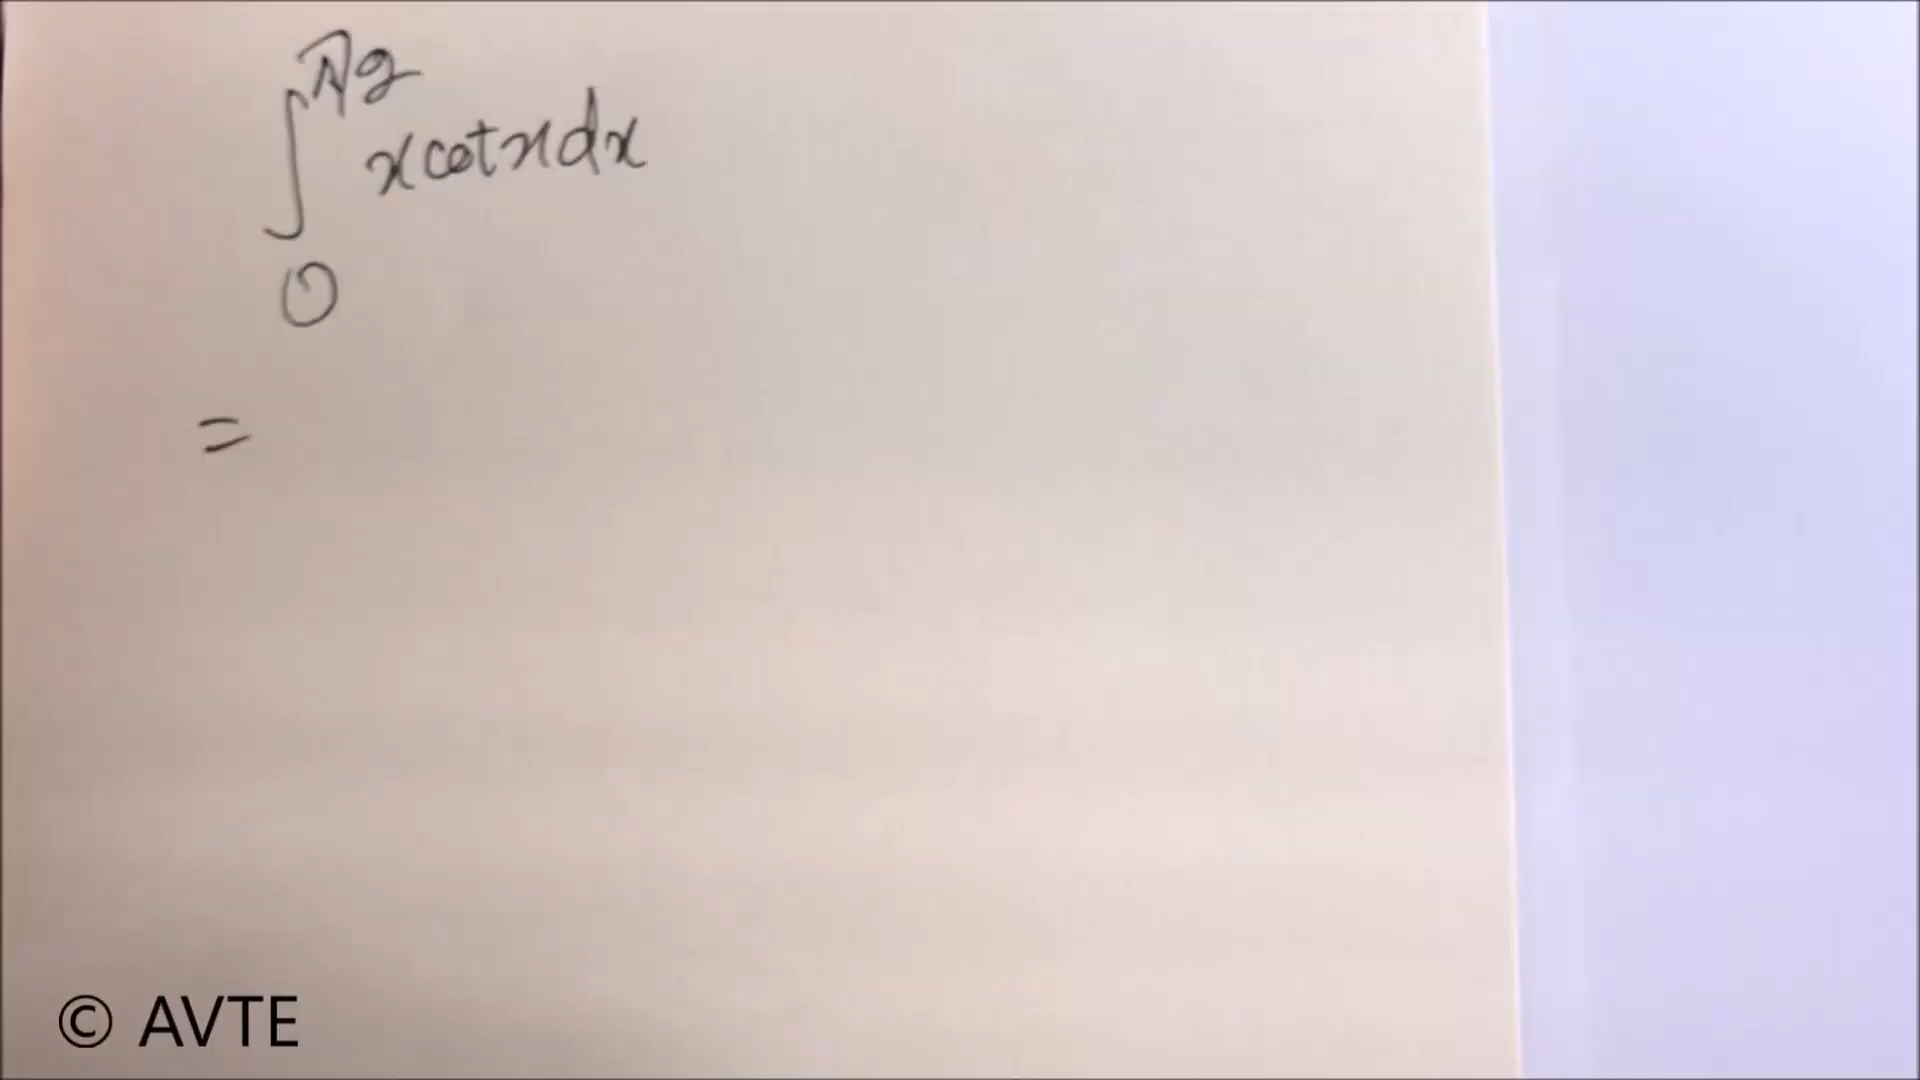 ∫₀^{π/2} x cot x dx
=
© AVTE